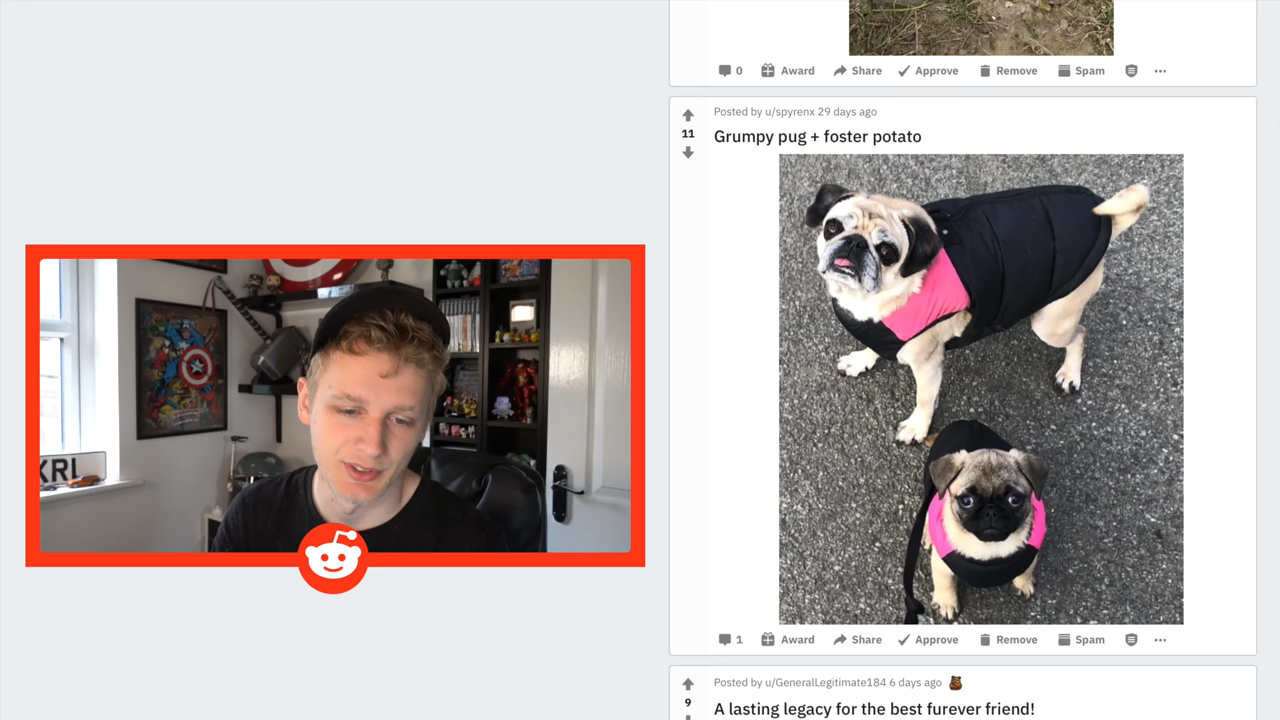 0 Award Share Approve Remove Spam
Posted by u/spyrenx 29 days ago
11
Grumpy pug + foster potato
KRL
1 Award Share Approve Remove Spam
Posted by u/GeneralLegitimate184 6 days ago
9
A lasting legacy for the best furever friend!